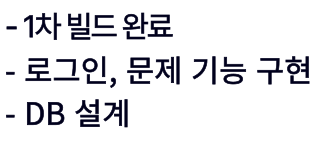 - 1차 빌드 완료
- 로그인, 문제 기능 구현
- DB 설계